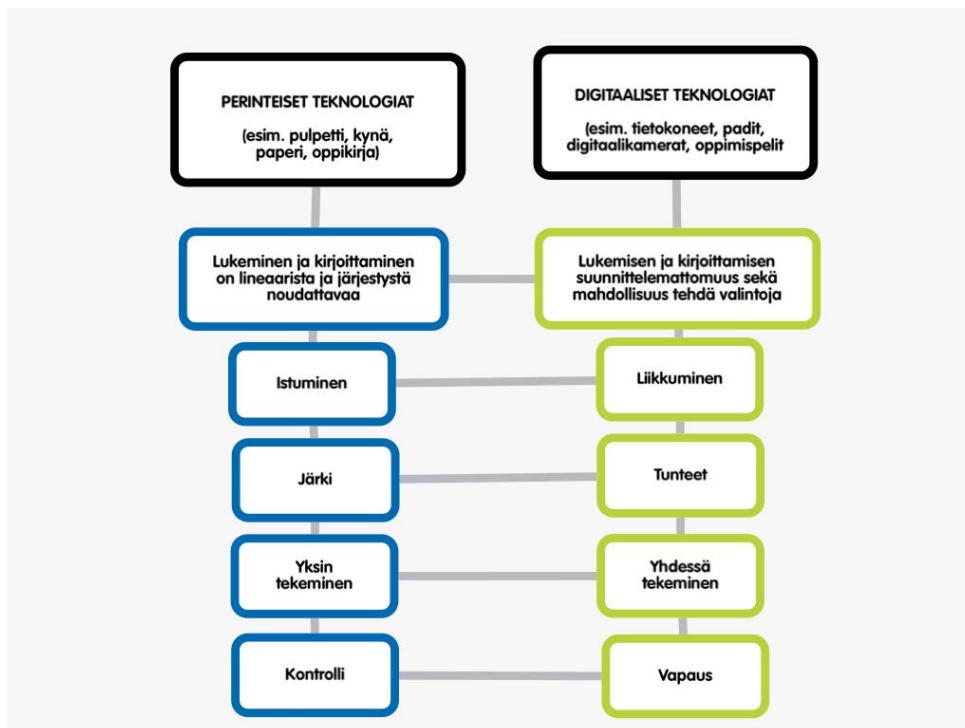 PERINTEISET TEKNOLOGIAT
(esim. pulpetti, kynä,
paperi, oppikirja)
DIGITAALISET TEKNOLOGIAT
(esim. tietokoneet, padit,
digitaalikamerat, oppimispelit
Lukeminen ja kirjoittaminen
on lineaarista ja järjestystä
noudattavaa
Lukemisen ja kirjoittamisen
suunnittelemattomuus sekä
mahdollisuus tehdä valintoja
Istuminen
Liikkuminen
Järki
Tunteet
Yksin
tekeminen
Yhdessä
tekeminen
Kontrolli
Vapaus